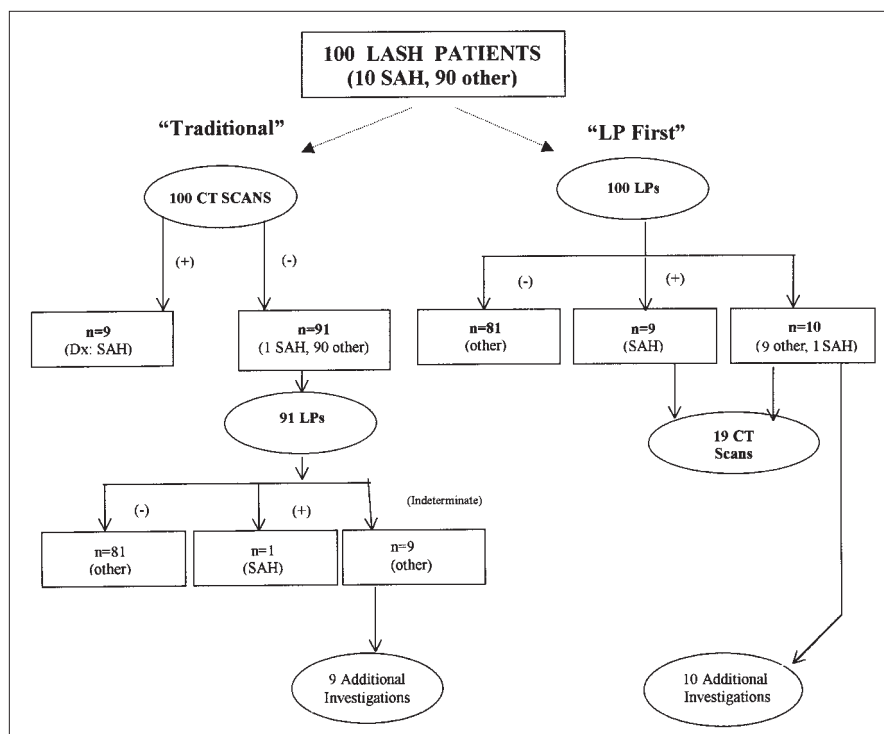 100 LASH PATIENTS
(10 SAH, 90 other)
“Traditional”
“LP First”
100 CT SCANS
100 LPs
(+)
(-)
(-)
(+)
n=9
(Dx: SAH)
n=91
(1 SAH, 90 other)
n=81
(other)
n=9
(SAH)
n=10
(9 other, 1 SAH)
91 LPs
19 CT
Scans
(-)
(+)
(Indeterminate)
n=81
(other)
n=1
(SAH)
n=9
(other)
9 Additional
Investigations
10 Additional
Investigations